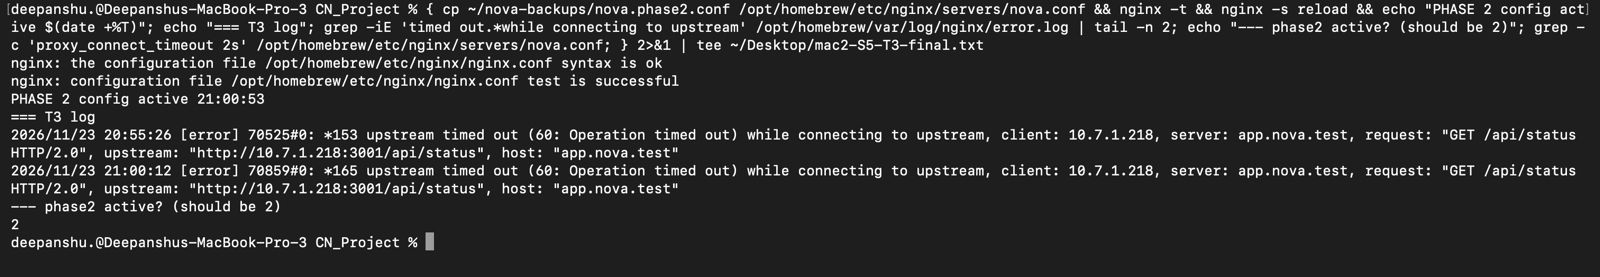 [deepanshu.@Deepanshus-MacBook-Pro-3 CN_Project % { cp ~/nova-backups/nova.phase2.conf /opt/homebrew/etc/nginx/servers/nova.conf && nginx -t && nginx -s reload && echo "PHASE 2 config act]
ive $(date +%T)"; echo "=== T3 log"; grep -iE 'timed out.*while connecting to upstream' /opt/homebrew/var/log/nginx/error.log | tail -n 2; echo "--- phase2 active? (should be 2)"; grep -
c 'proxy_connect_timeout 2s' /opt/homebrew/etc/nginx/servers/nova.conf; } 2>&1 | tee ~/Desktop/mac2-S5-T3-final.txt
nginx: the configuration file /opt/homebrew/etc/nginx/nginx.conf syntax is ok
nginx: configuration file /opt/homebrew/etc/nginx/nginx.conf test is successful
PHASE 2 config active 21:00:53
=== T3 log
2026/11/23 20:55:26 [error] 70525#0: *153 upstream timed out (60: Operation timed out) while connecting to upstream, client: 10.7.1.218, server: app.nova.test, request: "GET /api/status
HTTP/2.0", upstream: "http://10.7.1.218:3001/api/status", host: "app.nova.test"
2026/11/23 21:00:12 [error] 70859#0: *165 upstream timed out (60: Operation timed out) while connecting to upstream, client: 10.7.1.218, server: app.nova.test, request: "GET /api/status
HTTP/2.0", upstream: "http://10.7.1.218:3001/api/status", host: "app.nova.test"
--- phase2 active? (should be 2)
2
deepanshu.@Deepanshus-MacBook-Pro-3 CN_Project %